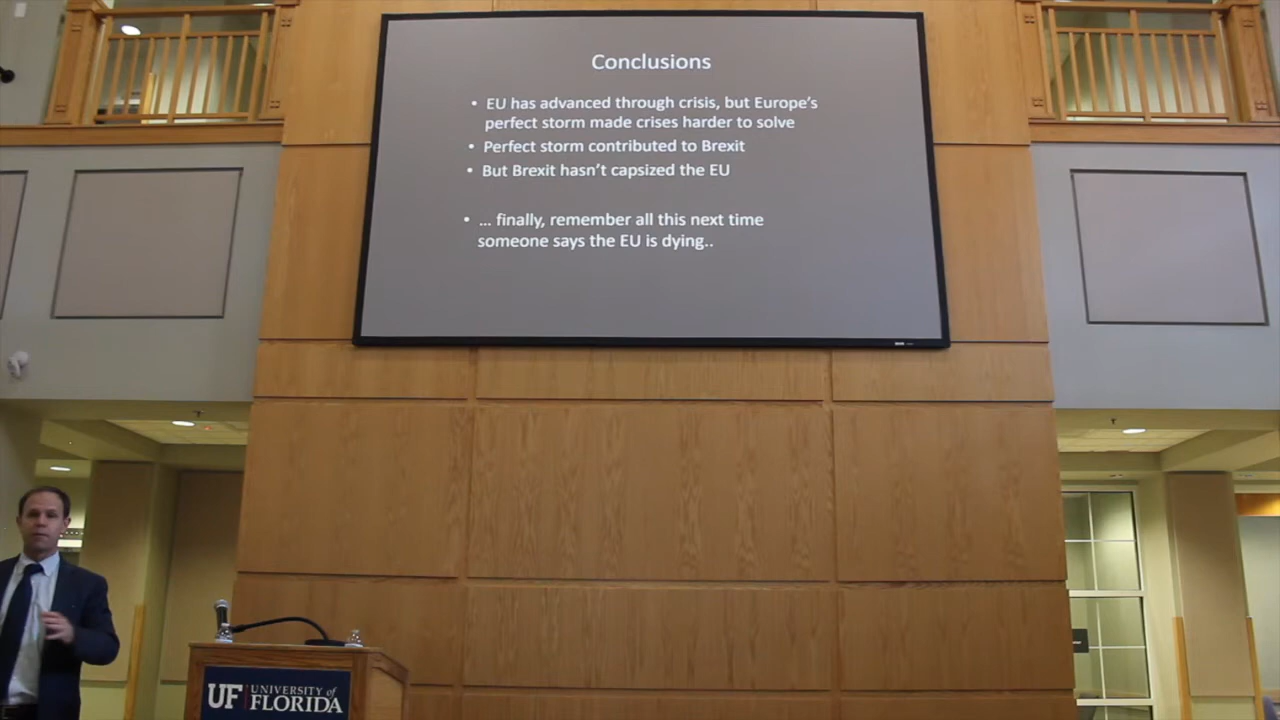 Conclusions
• EU has advanced through crisis, but Europe's
perfect storm made crises harder to solve
• Perfect storm contributed to Brexit
• But Brexit hasn't capsized the EU
• ... finally, remember all this next time
someone says the EU is dying..
UF UNIVERSITY of
FLORIDA